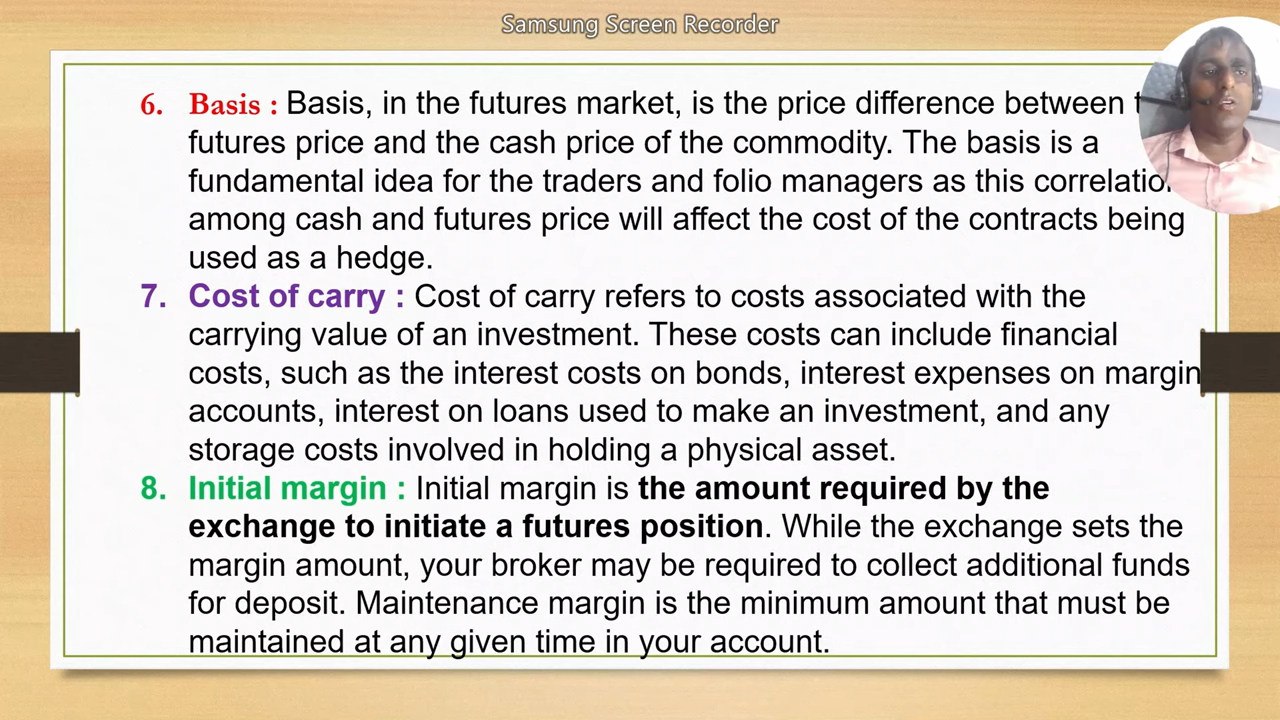 Samsung Screen Recorder
6. Basis : Basis, in the futures market, is the price difference between
futures price and the cash price of the commodity. The basis is a
fundamental idea for the traders and folio managers as this correlation
among cash and futures price will affect the cost of the contracts being
used as a hedge.
7. Cost of carry : Cost of carry refers to costs associated with the
carrying value of an investment. These costs can include financial
costs, such as the interest costs on bonds, interest expenses on margin
accounts, interest on loans used to make an investment, and any
storage costs involved in holding a physical asset.
8. Initial margin : Initial margin is the amount required by the
exchange to initiate a futures position. While the exchange sets the
margin amount, your broker may be required to collect additional funds
for deposit. Maintenance margin is the minimum amount that must be
maintained at any given time in your account.